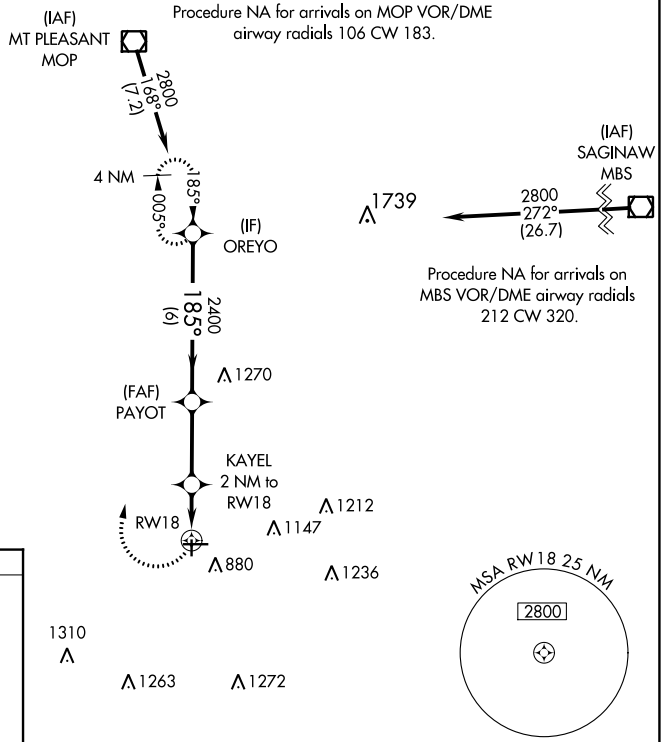 Procedure NA for arrivals on MOP VOR/DME
airway radials 106 CW 183.
(IAF)
MT PLEASANT
MOP
2800
168°
(7.2)
4 NM
185°
005°
(IF)
OREYO
1739
(IAF)
SAGINAW
MBS
2800
272°
(26.7)
Procedure NA for arrivals on
MBS VOR/DME airway radials
212 CW 320.
2400
185°
(6)
1270
(FAF)
PAYOT
KAYEL
2 NM to
RW18
RW18
1212
1147
880
1236
MSA RW18 25 NM
2800
1310
1263
1272